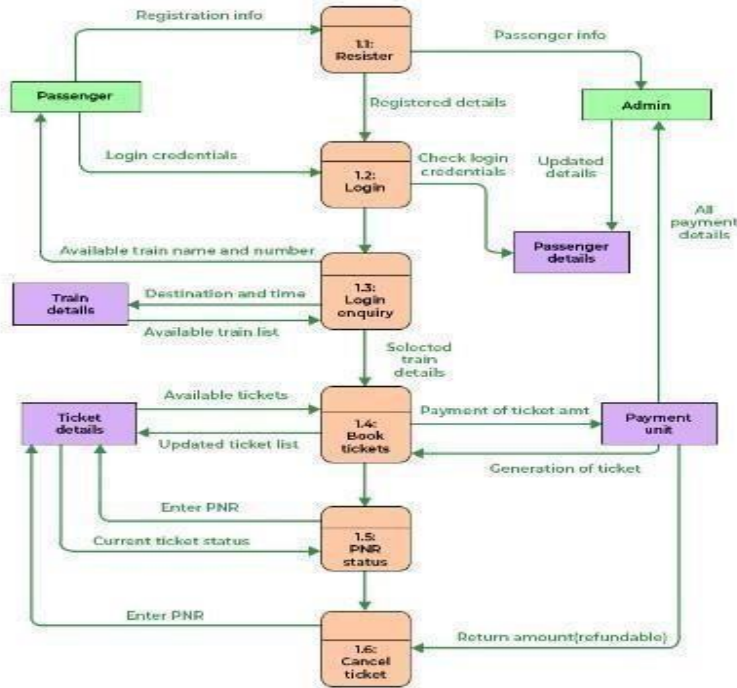 Registration info
1.1:
Resister
Passenger info
Passenger
Registered details
Admin
Login credentials
1.2:
Login
Check login
credentials
Updated
details
All
payment
details
Available train name and number
Passenger
details
Train
details
Destination and time
1.3:
Login
enquiry
Available train list
Selected
train
details
Available tickets
Ticket
details
1.4:
Book
tickets
Payment of ticket amt
Payment
unit
Updated ticket list
Generation of ticket
Enter PNR
1.5:
PNR
status
Current ticket status
Enter PNR
1.6:
Cancel
ticket
Return amount(refundable)